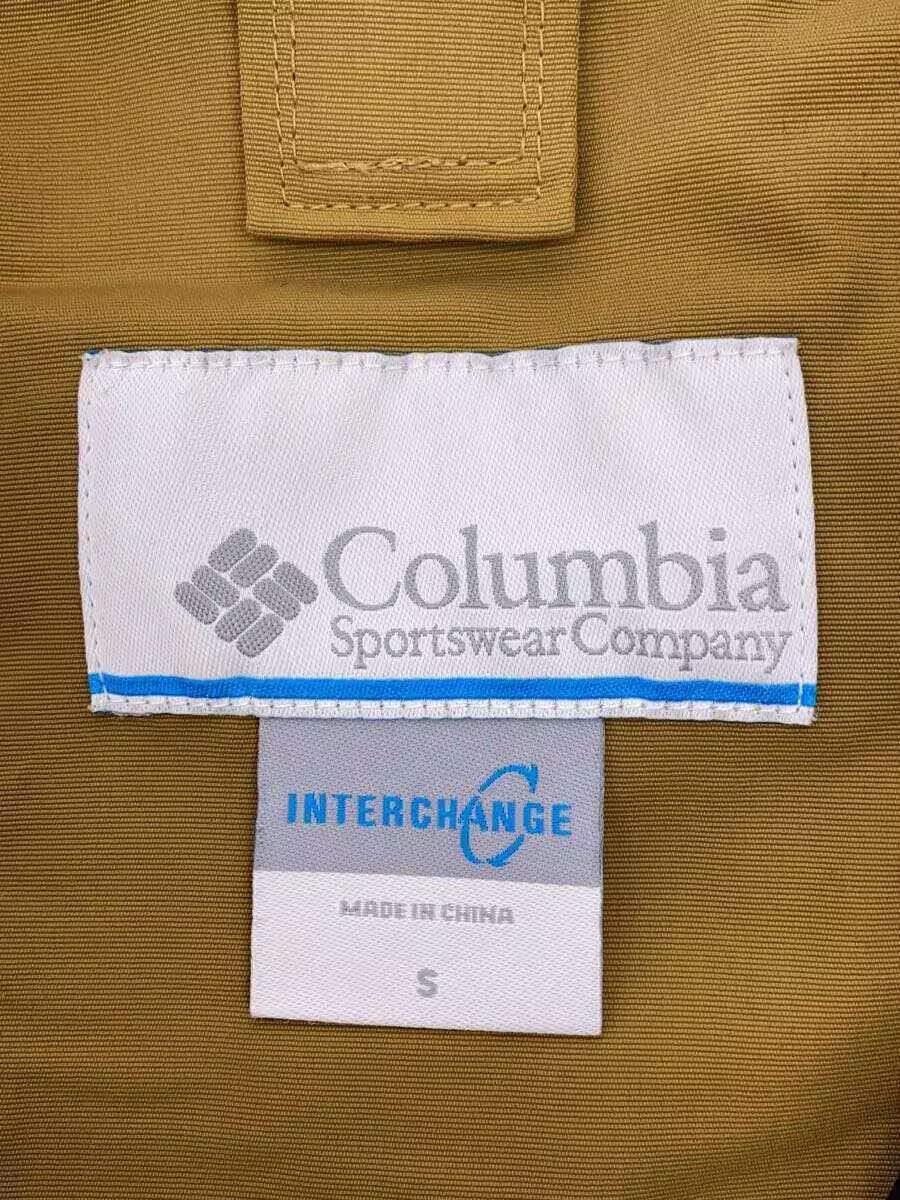 Columbia
Sportswear Company
INTERCHANGE
MADE IN CHINA
S